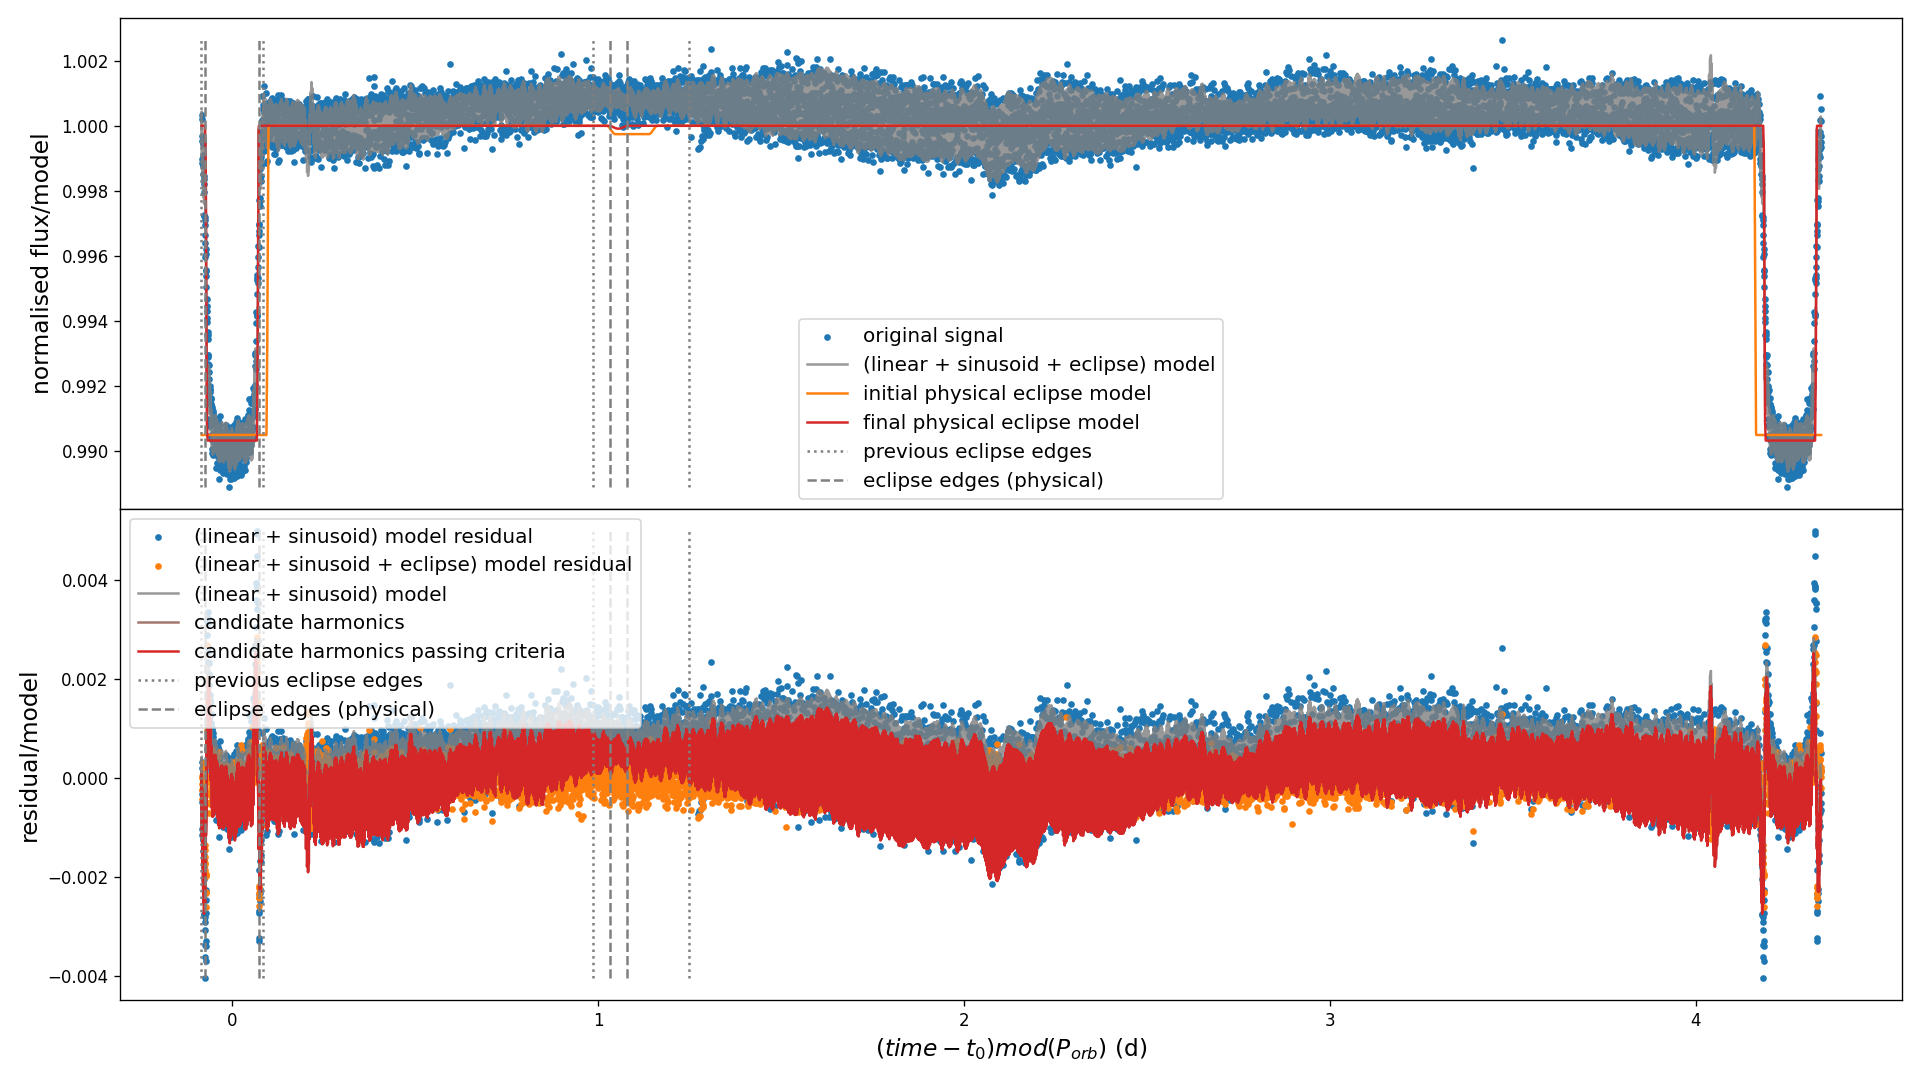 normalised flux/model
1.002
1.000
0.998
0.996
0.994
0.992
0.990
original signal
(linear + sinusoid + eclipse) model
initial physical eclipse model
final physical eclipse model
previous eclipse edges
eclipse edges (physical)
residual/model
0.004
0.002
0.000
−0.002
−0.004
(linear + sinusoid) model residual
(linear + sinusoid + eclipse) model residual
(linear + sinusoid) model
candidate harmonics
candidate harmonics passing criteria
previous eclipse edges
eclipse edges (physical)
0 1 2 3 4
(time − t₀)mod(Pₒᵣb) (d)